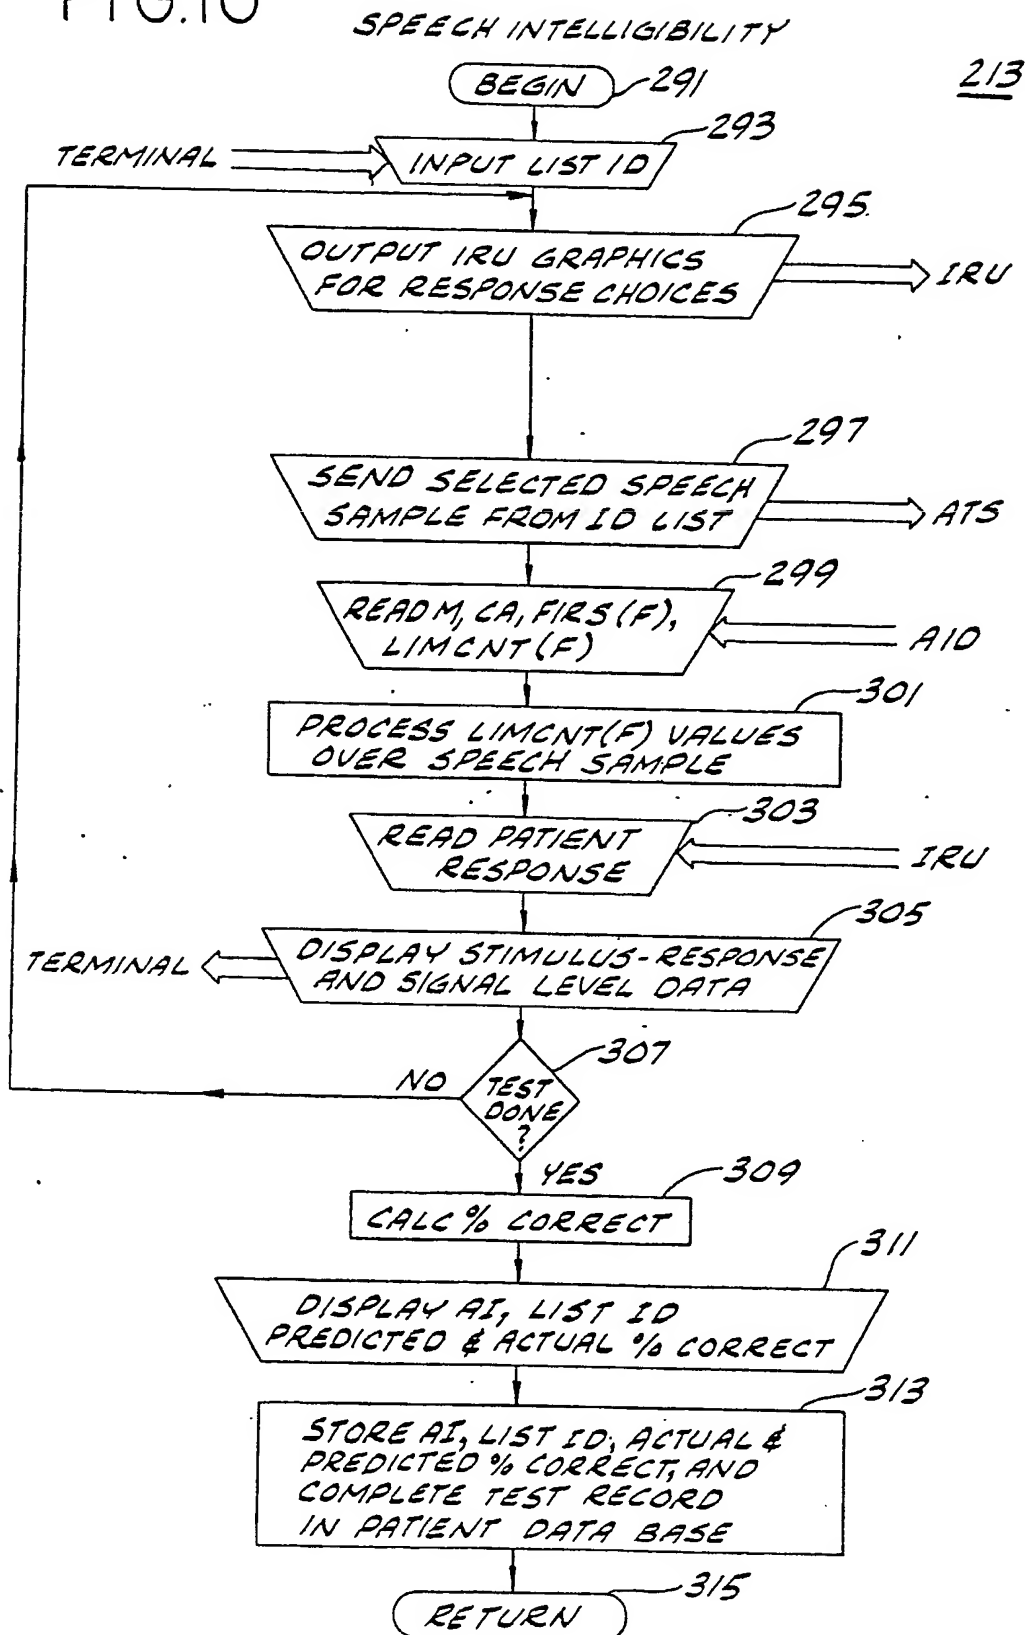 FIG.10
SPEECH INTELLIGIBILITY
213
BEGIN 291
293
TERMINAL INPUT LIST ID
295.
OUTPUT IRU GRAPHICS
FOR RESPONSE CHOICES
IRU
297
SEND SELECTED SPEECH
SAMPLE FROM ID LIST
ATS
299
READ M, CA, FIRS(F),
LIMCNT(F)
AID
301
PROCESS LIMCNT(F) VALUES
OVER SPEECH SAMPLE
303
READ PATIENT
RESPONSE
IRU
305
TERMINAL
DISPLAY STIMULUS-RESPONSE
AND SIGNAL LEVEL DATA
307
NO
TEST
DONE
?
YES
309
CALC % CORRECT
311
DISPLAY AI, LIST ID
PREDICTED & ACTUAL % CORRECT
313
STORE AI, LIST ID, ACTUAL &
PREDICTED % CORRECT, AND
COMPLETE TEST RECORD
IN PATIENT DATA BASE
315
RETURN